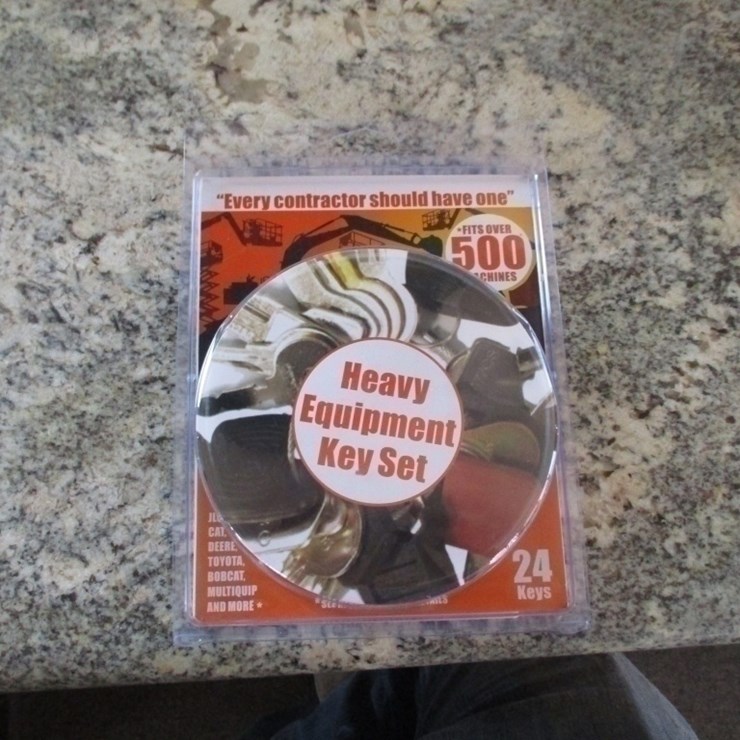 "Every contractor should have one"
*FITS OVER
500
Heavy
Equipment
Key Set
CAT,
DEERE,
TOYOTA,
BOBCAT,
MULTIQUIP
AND MORE *
24
Keys